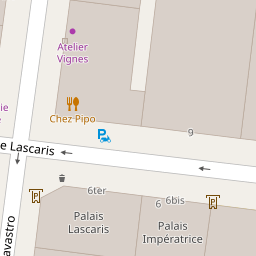 Atelier
Vignes
Chez Pipo
9
e Lascaris
6ter
6
6bis
Palais
Lascaris
Palais
Impératrice
avastro